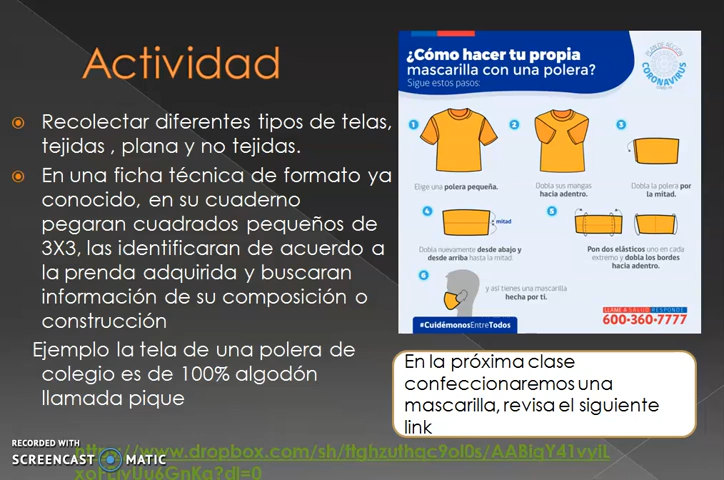 Actividad
Recolectar diferentes tipos de telas,
tejidas , plana y no tejidas.
En una ficha técnica de formato ya
conocido, en su cuaderno
pegaran cuadrados pequeños de
3X3, las identificaran de acuerdo a
la prenda adquirida y buscaran
información de su composición o
construcción
Ejemplo la tela de una polera de
colegio es de 100% algodón
llamada pique
¿Cómo hacer tu propia
mascarilla con una polera?
Sigue estos pasos:
PLAN DE ACCIÓN
CORONAVIRUS
1
2
3
Elige una polera pequeña.
Dobla sus mangas
hacia adentro.
Dobla la polera por
la mitad.
4
mitad
5
Dobla nuevamente desde abajo y
desde arriba hasta la mitad.
Pon dos elásticos uno en cada
extremo y dobla los bordes
hacia adentro.
6
y así tienes una mascarilla
hecha por ti.
#CuidémonosEntreTodos
LLAME A SALUD RESPONDE
600·360·7777
En la próxima clase
confeccionaremos una
mascarilla, revisa el siguiente
link
RECORDED WITH
SCREENCAST MATIC